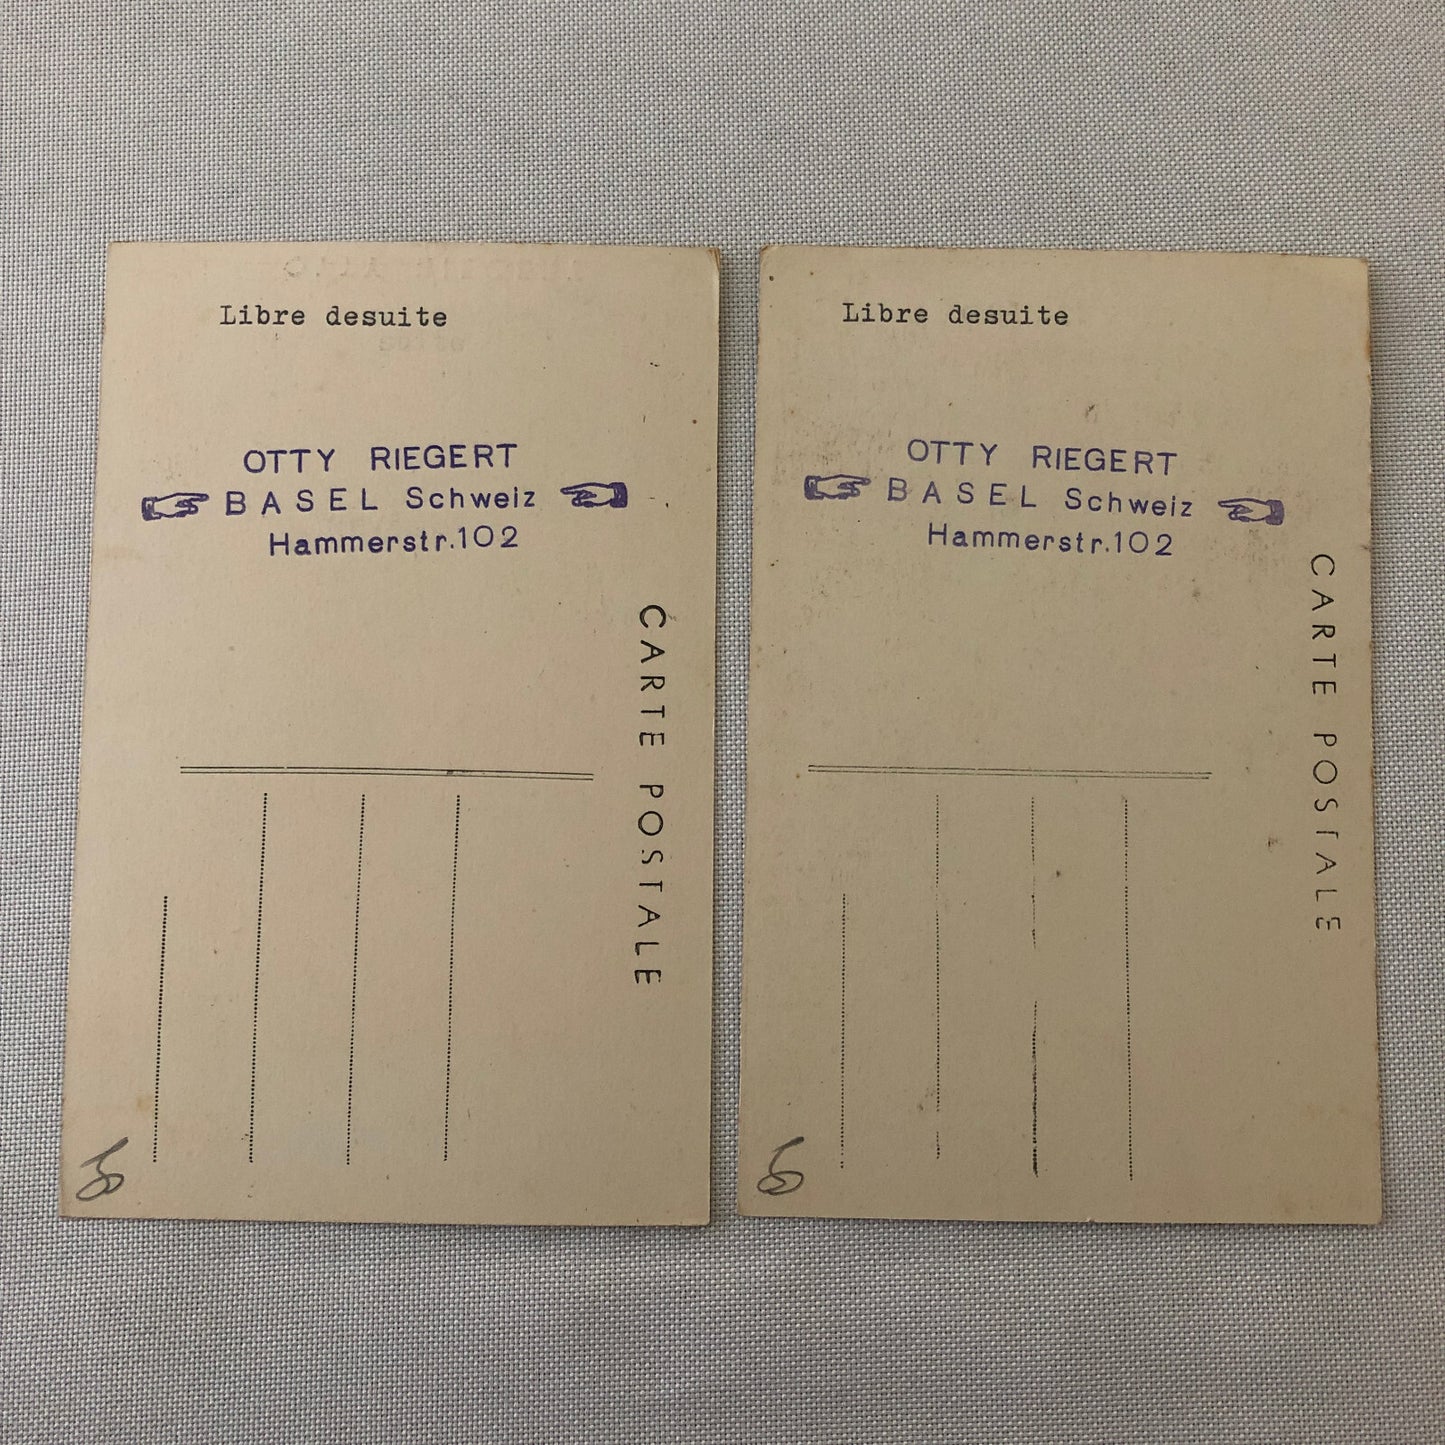 Libre desuite
OTTY RIEGERT
BASEL Schweiz
Hammerstr.102
CARTE POSTALE
Libre desuite
OTTY RIEGERT
BASEL Schweiz
Hammerstr.102
CARTE POSTALE